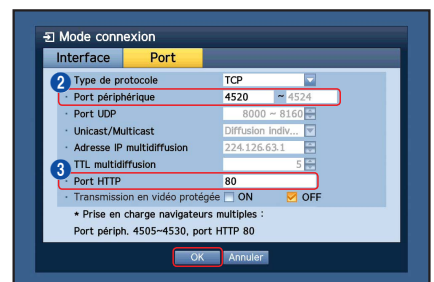 Mode connexion
Interface Port
2 Type de protocole TCP
Port périphérique 4520 ~ 4524
Port UDP 8000 ~ 8160
Unicast/Multicast Diffusion indiv...
Adresse IP multidiffusion 224.126.63.1
TTL multidiffusion 5
3 Port HTTP 80
Transmission en vidéo protégée ON OFF
* Prise en charge navigateurs multiples :
Port périph. 4505~4530, port HTTP 80
OK Annuler